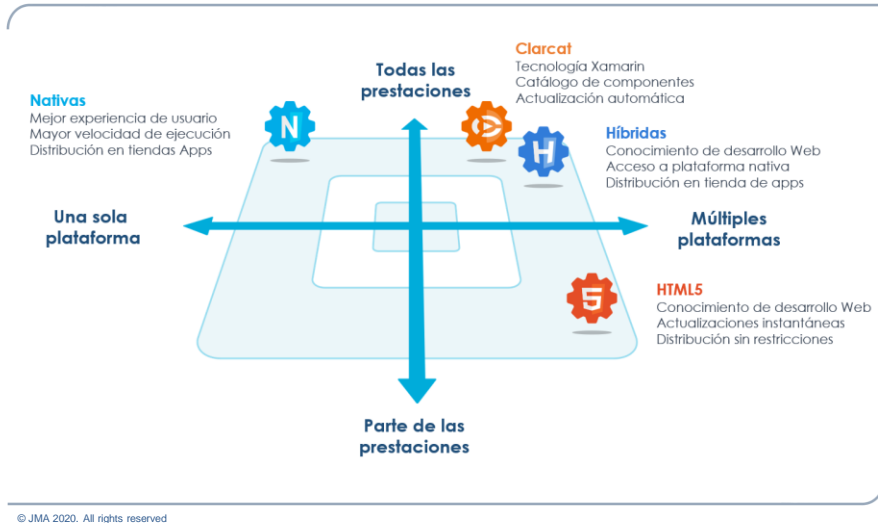 Clarcat
Tecnología Xamarin
Catálogo de componentes
Actualización automática
Todas las
prestaciones
Nativas
Mejor experiencia de usuario
Mayor velocidad de ejecución
Distribución en tiendas Apps
N
H
Híbridas
Conocimiento de desarrollo Web
Acceso a plataforma nativa
Distribución en tienda de apps
Una sola
plataforma
Múltiples
plataformas
5
HTML5
Conocimiento de desarrollo Web
Actualizaciones instantáneas
Distribución sin restricciones
Parte de las
prestaciones
© JMA 2020. All rights reserved